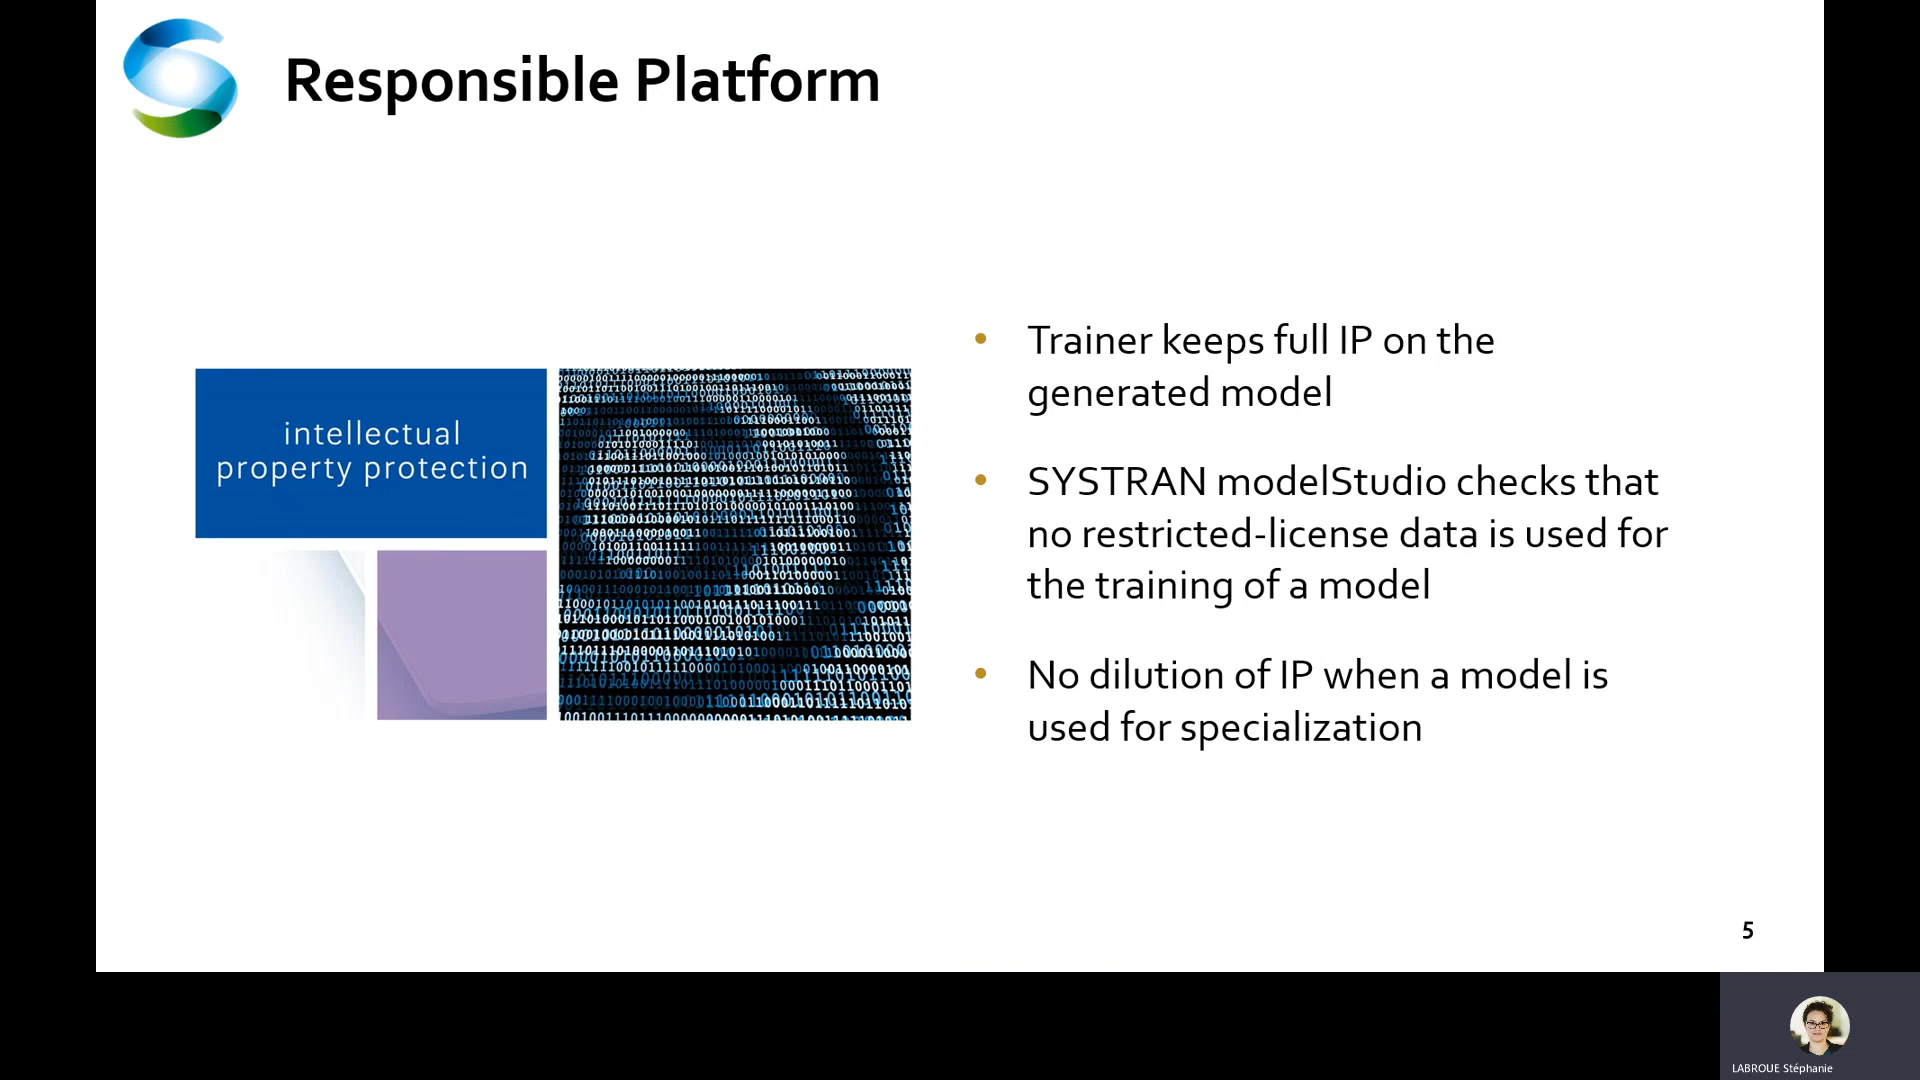 Responsible Platform
intellectual
property protection
• Trainer keeps full IP on the
generated model
• SYSTRAN modelStudio checks that
no restricted-license data is used for
the training of a model
• No dilution of IP when a model is
used for specialization
5
LABROUE Stéphanie